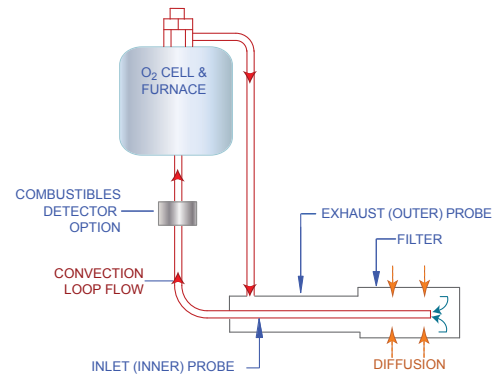 O₂ CELL &
FURNACE
COMBUSTIBLES
DETECTOR
OPTION
EXHAUST (OUTER) PROBE
FILTER
CONVECTION
LOOP FLOW
INLET (INNER) PROBE
DIFFUSION